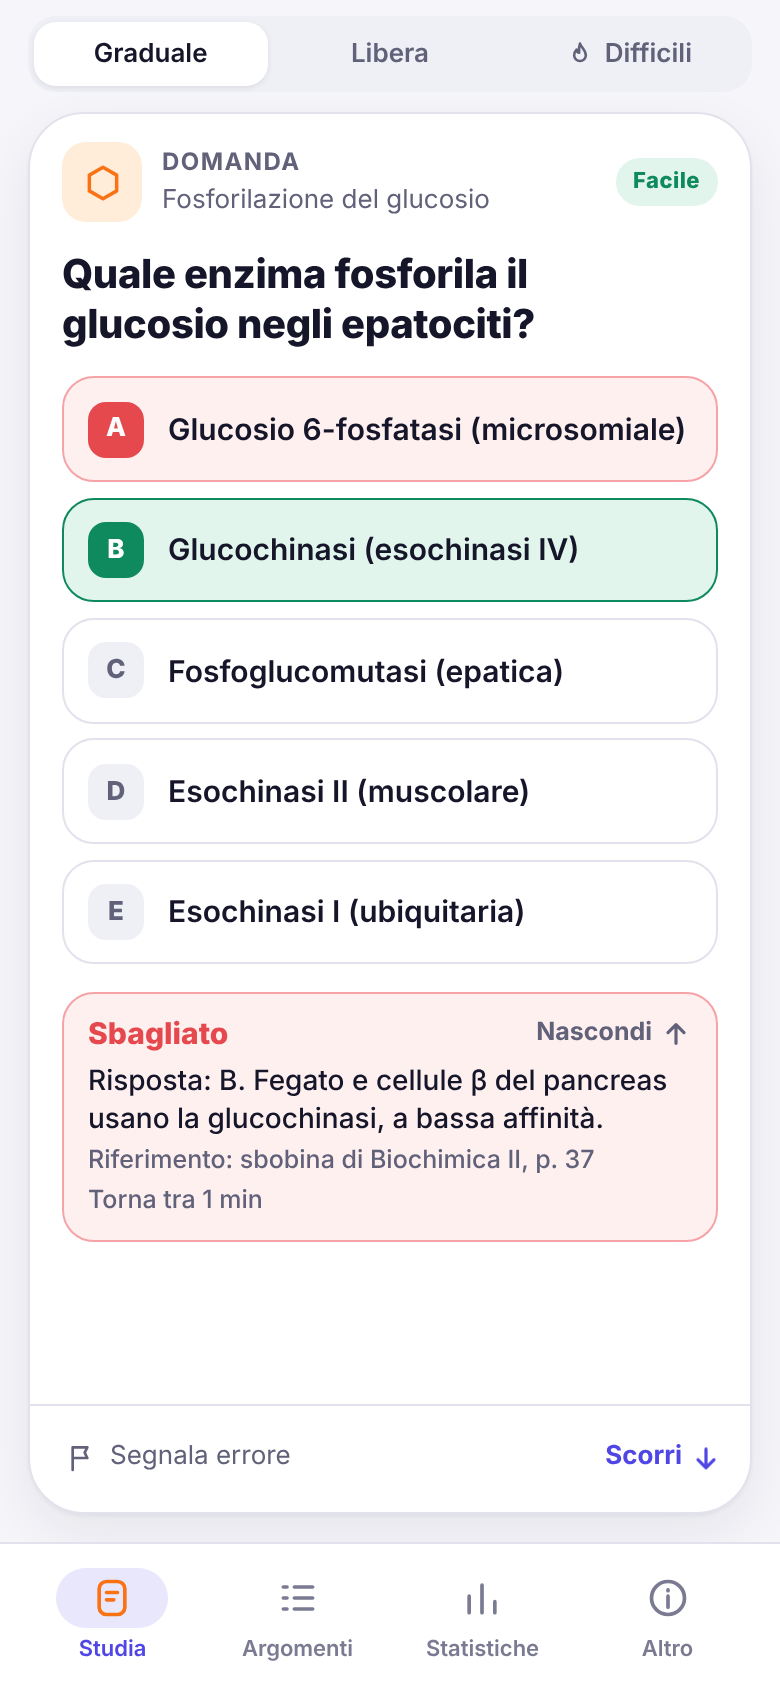 Graduale
Libera
Difficili
DOMANDA
Fosforilazione del glucosio
Facile
Quale enzima fosforila il
glucosio negli epatociti?
A Glucosio 6-fosfatasi (microsomiale)
B Glucochinasi (esochinasi IV)
C Fosfoglucomutasi (epatica)
D Esochinasi II (muscolare)
E Esochinasi I (ubiquitaria)
Sbagliato
Nascondi ↑
Risposta: B. Fegato e cellule β del pancreas
usano la glucochinasi, a bassa affinità.
Riferimento: sbobina di Biochimica II, p. 37
Torna tra 1 min
Segnala errore
Scorri ↓
Studia
Argomenti
Statistiche
Altro